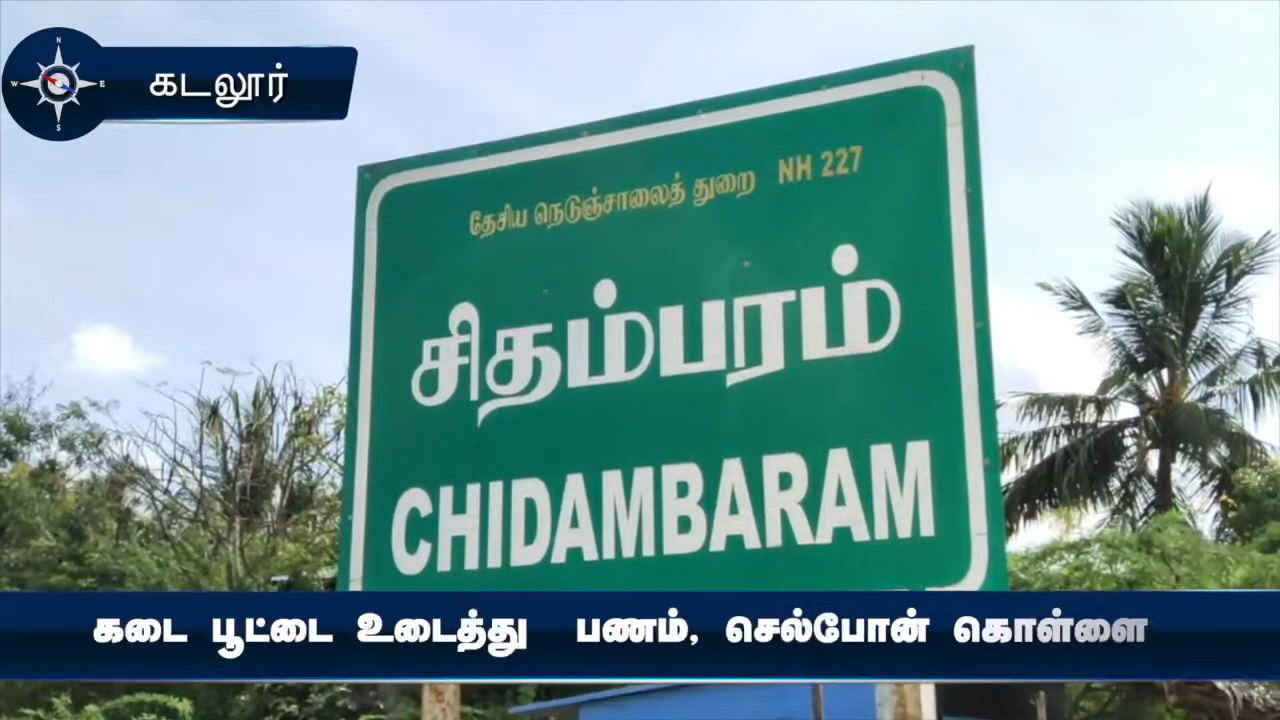 N
W E
S
கடலூர்
தேசிய நெடுஞ்சாலைத் துறை NH 227
சிதம்பரம்
CHIDAMBARAM
கடை பூட்டை உடைத்து பணம், செல்போன் கொள்ளை